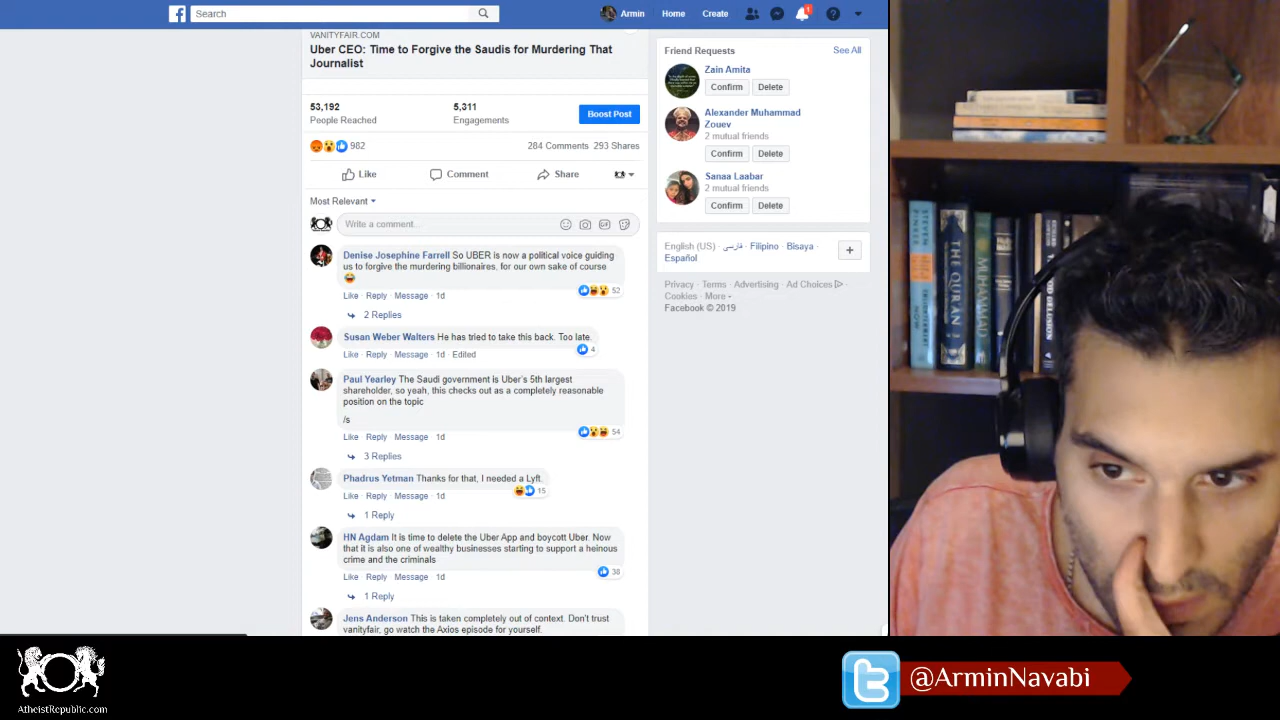 Search
Armin
Home
Create
1
VANITYFAIR.COM
Uber CEO: Time to Forgive the Saudis for Murdering That
Journalist
53,192
People Reached
5,311
Engagements
Boost Post
982
284 Comments 293 Shares
Like
Comment
Share
Most Relevant
Write a comment...
GIF
Denise Josephine Farrell So UBER is now a political voice guiding
us to forgive the murdering billionaires, for our own sake of course
52
Like · Reply · Message · 1d
2 Replies
Susan Weber Walters He has tried to take this back. Too late.
4
Like · Reply · Message · 1d · Edited
Paul Yearley The Saudi government is Uber's 5th largest
shareholder, so yeah, this checks out as a completely reasonable
position on the topic
/s
54
Like · Reply · Message · 1d
3 Replies
Phadrus Yetman Thanks for that, I needed a Lyft.
15
Like · Reply · Message · 1d
1 Reply
HN Agdam It is time to delete the Uber App and boycott Uber. Now
that it is also one of wealthy businesses starting to support a heinous
crime and the criminals
38
Like · Reply · Message · 1d
1 Reply
Jens Anderson This is taken completely out of context. Don't trust
vanityfair, go watch the Axios episode for yourself.
Friend Requests
See All
Zain Amita
Confirm
Delete
Alexander Muhammad
Zouev
2 mutual friends
Confirm
Delete
Sanaa Laabar
2 mutual friends
Confirm
Delete
English (US) · فارسی · Filipino · Bisaya ·
Español
Privacy · Terms · Advertising · Ad Choices ·
Cookies · More
Facebook © 2019
PINKER
THE QUR'AN
MUHAMMAD
AtheistRepublic.com
@ArminNavabi